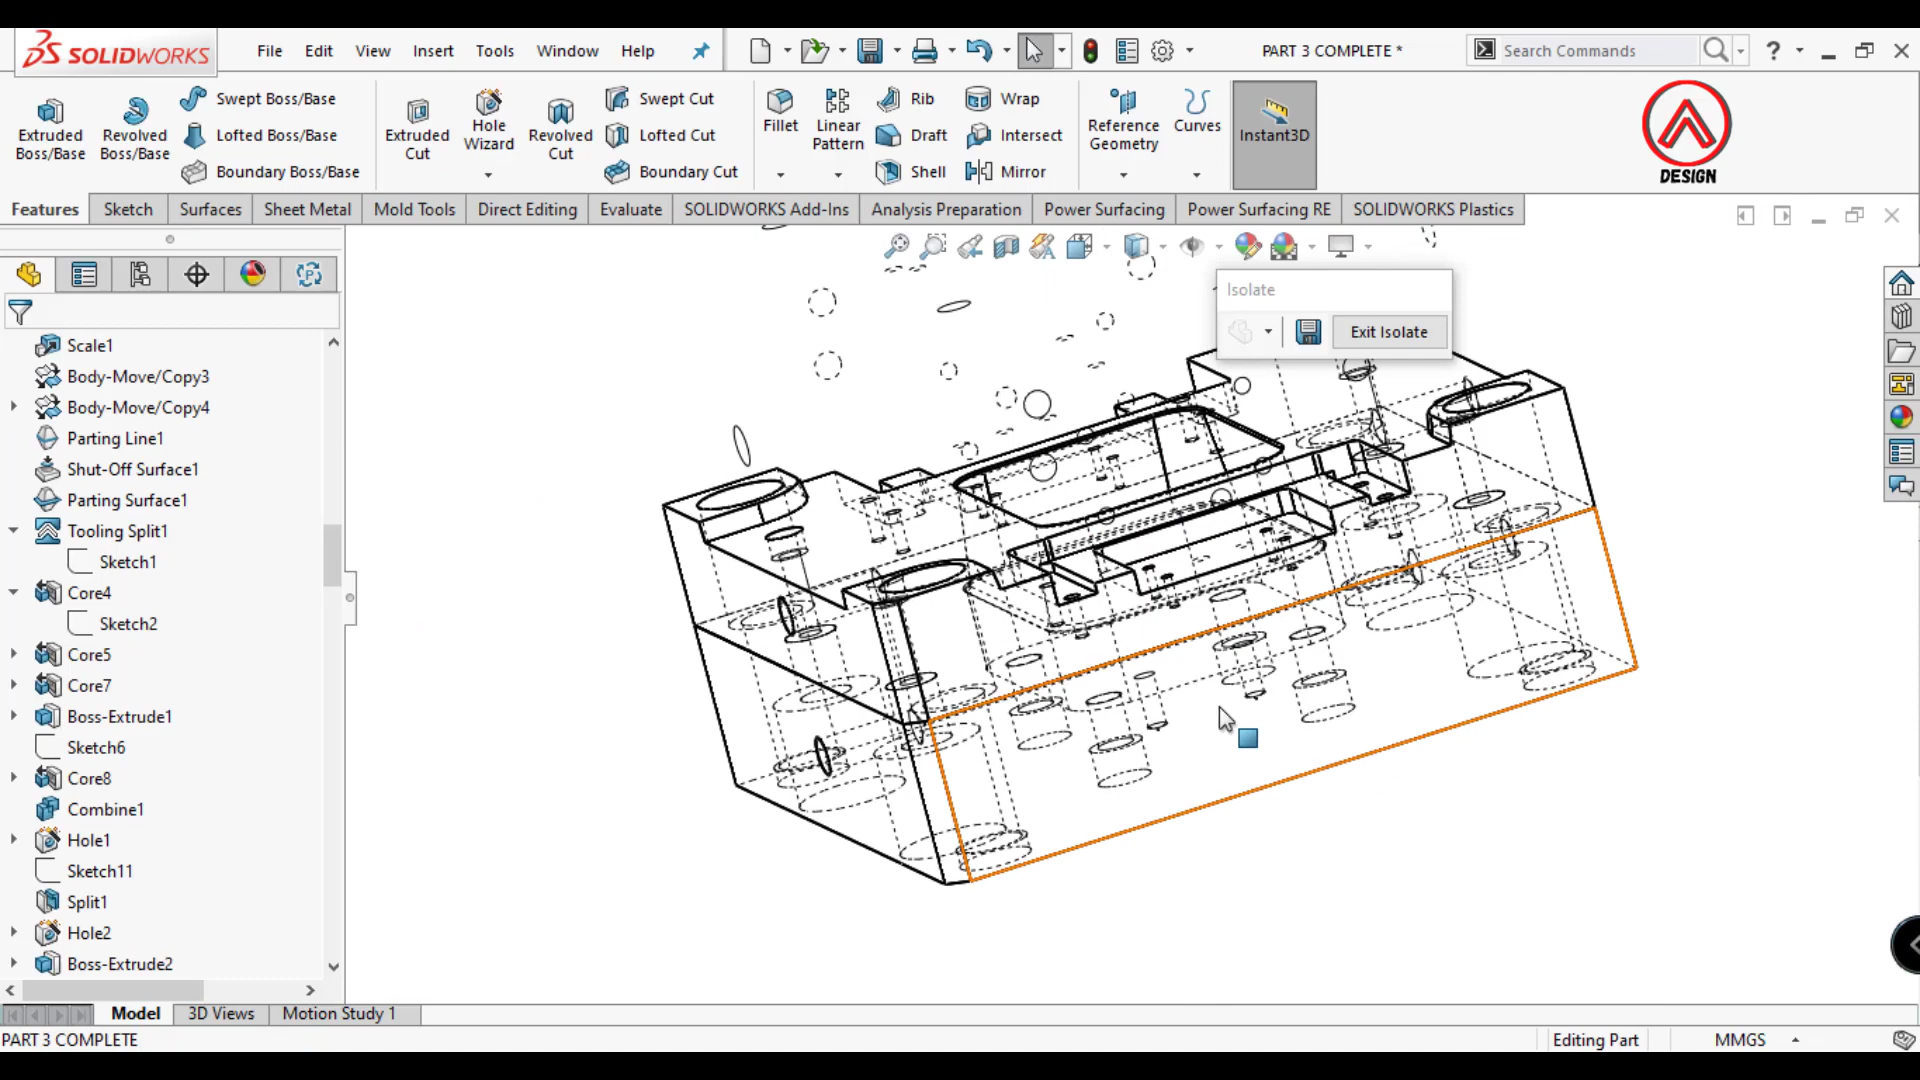 SOLIDWORKS
File Edit View Insert Tools Window Help
PART 3 COMPLETE *
Search Commands
?
Extruded Boss/Base
Revolved Boss/Base
Swept Boss/Base
Lofted Boss/Base
Boundary Boss/Base
Extruded Cut
Hole Wizard
Revolved Cut
Swept Cut
Lofted Cut
Boundary Cut
Fillet
Linear Pattern
Rib
Draft
Shell
Wrap
Intersect
Mirror
Reference Geometry
Curves
Instant3D
DESIGN
Features Sketch Surfaces Sheet Metal Mold Tools Direct Editing Evaluate SOLIDWORKS Add-Ins Analysis Preparation Power Surfacing Power Surfacing RE SOLIDWORKS Plastics
Isolate
Exit Isolate
Scale1
Body-Move/Copy3
Body-Move/Copy4
Parting Line1
Shut-Off Surface1
Parting Surface1
Tooling Split1
Sketch1
Core4
Sketch2
Core5
Core7
Boss-Extrude1
Sketch6
Core8
Combine1
Hole1
Sketch11
Split1
Hole2
Boss-Extrude2
Model 3D Views Motion Study 1
PART 3 COMPLETE
Editing Part
MMGS